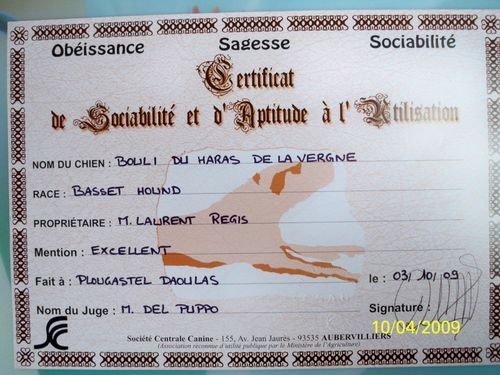 Obéissance Sagesse Sociabilité
Certificat
de Sociabilité et d'Aptitude à l'Utilisation
NOM DU CHIEN : BOULI DU HARAS DE LA VERGNE
RACE : BASSET HOUND
PROPRIÉTAIRE : M. LAURENT REGIS
Mention : EXCELLENT
Fait à : PLOUGASTEL DAOULAS le : 03/10/09
Nom du Juge : M. DEL PUPPO Signature :
10/04/2009
Société Centrale Canine - 155, Av. Jean Jaurès - 93535 AUBERVILLIERS
(Association reconnue d'utilité publique par le Ministère de l'Agriculture)